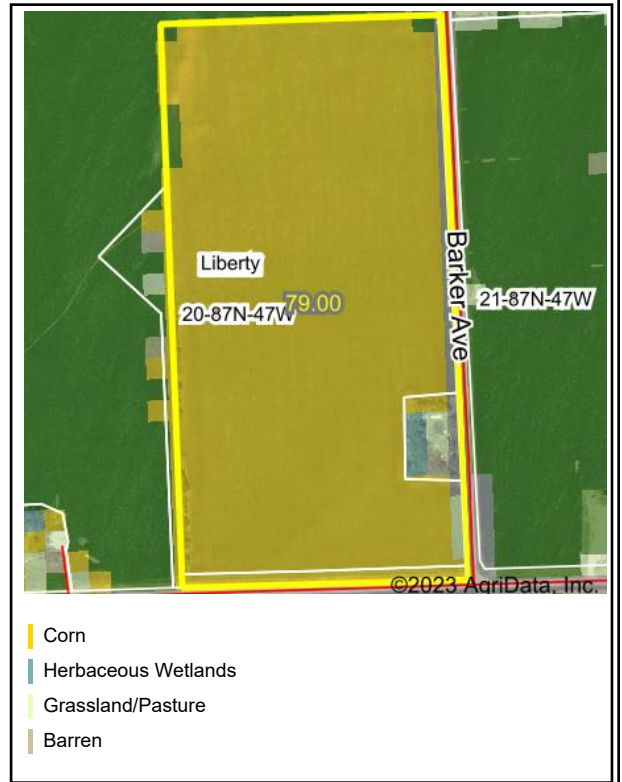 Liberty
20-87N-47W
79.00
21-87N-47W
Barker Ave
©2023 AgriData, Inc.
Corn
Herbaceous Wetlands
Grassland/Pasture
Barren